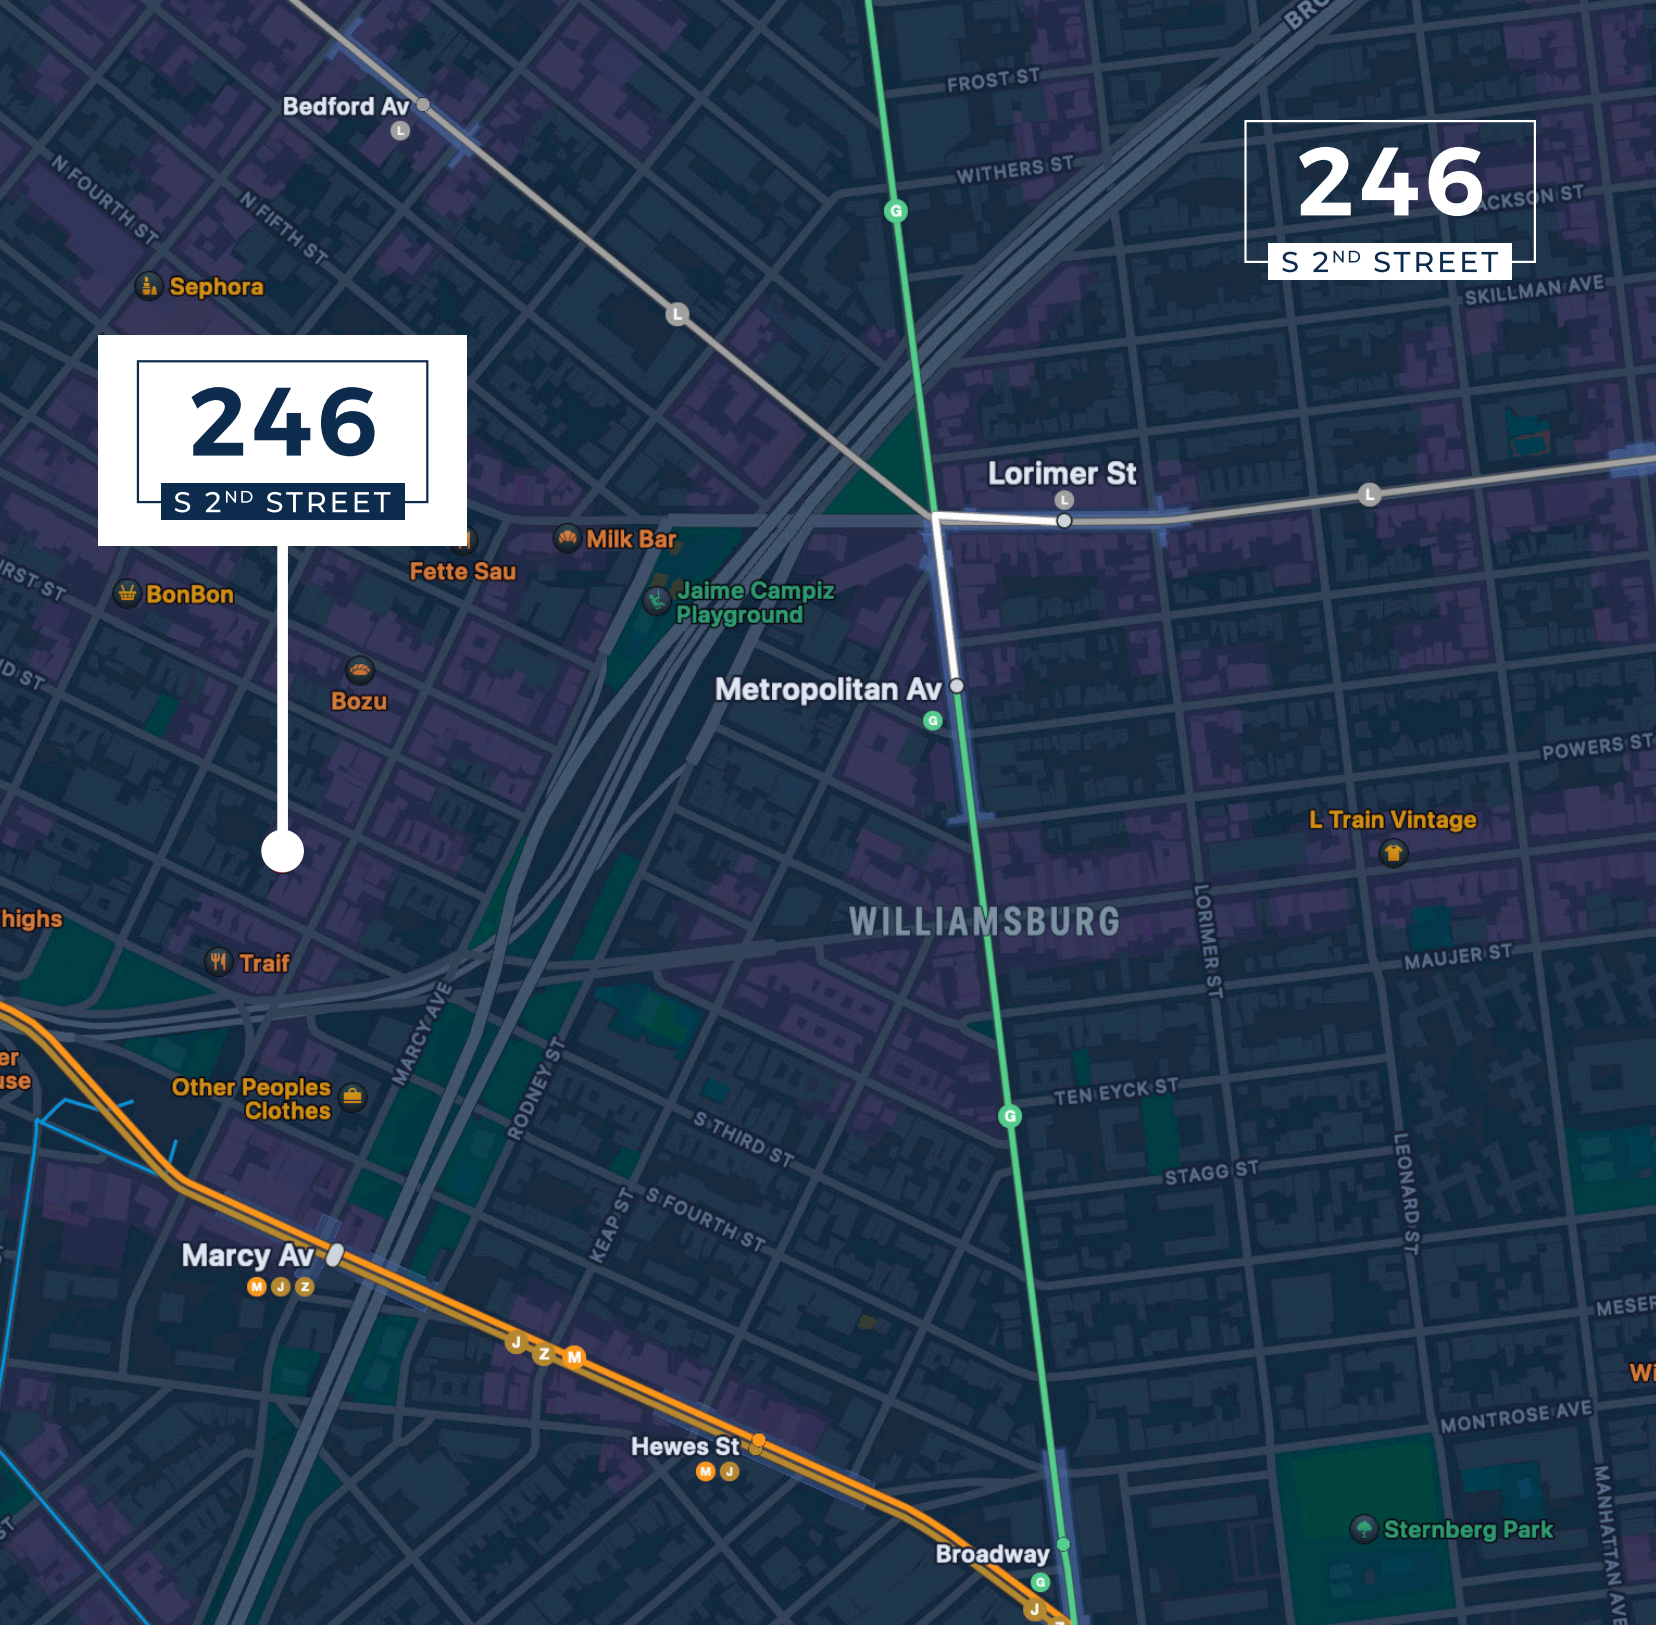 BRO
FROST ST
Bedford Av
L
N FOURTH ST
N FIFTH ST
WITHERS ST
G
246
S 2ND STREET
JACKSON ST
SKILLMAN AVE
Sephora
L
246
S 2ND STREET
Lorimer St
L
L
Milk Bar
Fette Sau
BonBon
Jaime Campiz
Playground
Bozu
Metropolitan Av
G
POWERS ST
L Train Vintage
WILLIAMSBURG
LORIMER ST
MAUJER ST
Traif
MARCY AVE
RODNEY ST
Other Peoples
Clothes
TEN EYCK ST
G
S THIRD ST
STAGG ST
LEONARD ST
KEAP ST
S FOURTH ST
Marcy Av
M J Z
MESER
J Z M
Wi
MONTROSE AVE
Hewes St
M J
MANHATTAN AVE
Sternberg Park
Broadway
G
J